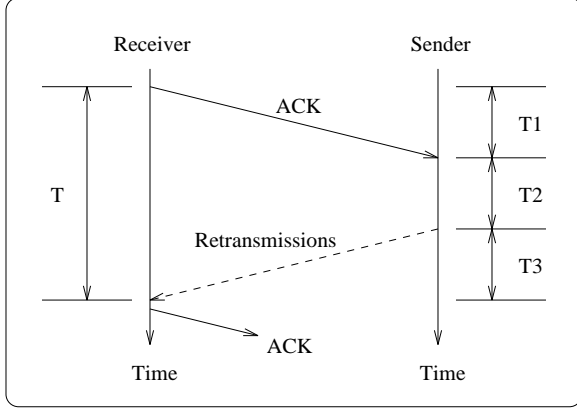 Receiver
Sender
ACK
T1
T
T2
Retransmissions
T3
ACK
Time
Time